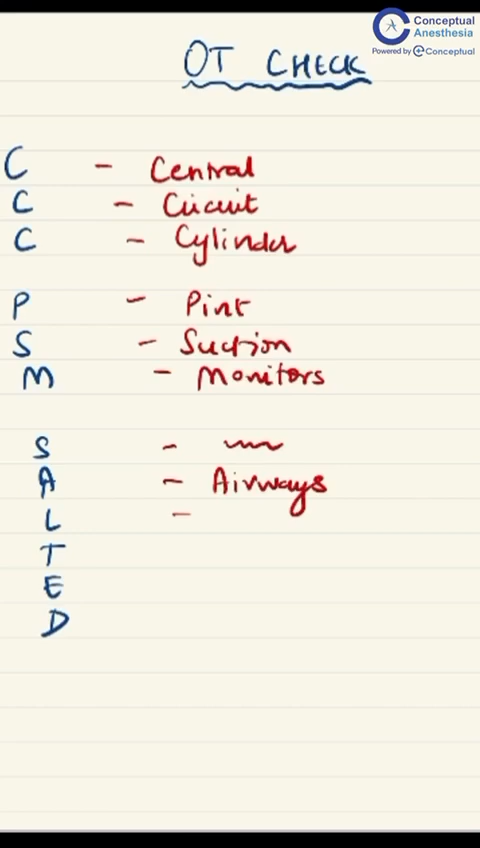 Conceptual
Anesthesia
Powered by Conceptual
OT CHECK
C - Central
C - Circuit
C - Cylinder
P - Pint
S - Suction
M - Monitors
S -
A - Airways
L -
T
E
D